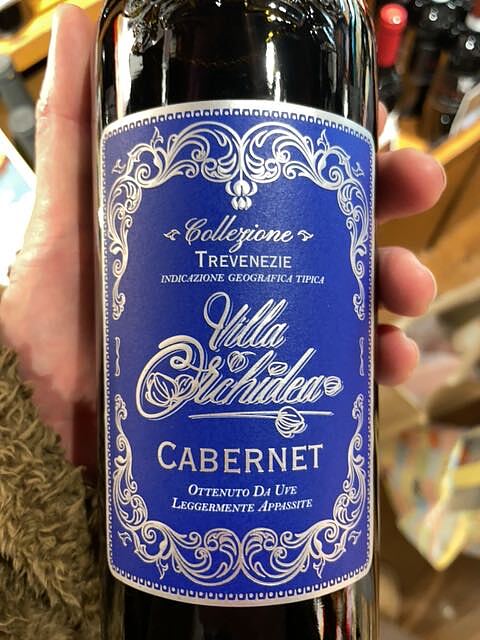 Collezione
TREVENEZIE
INDICAZIONE GEOGRAFICA TIPICA
Villa
Orchidea
CABERNET
OTTENUTO DA UVE
LEGGERMENTE APPASSITE